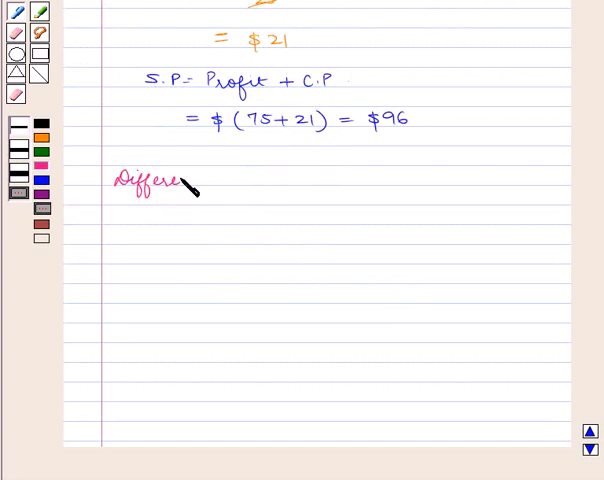 = $ 21
S.P = Profit + C.P
= $ (75 + 21) = $96
Differe